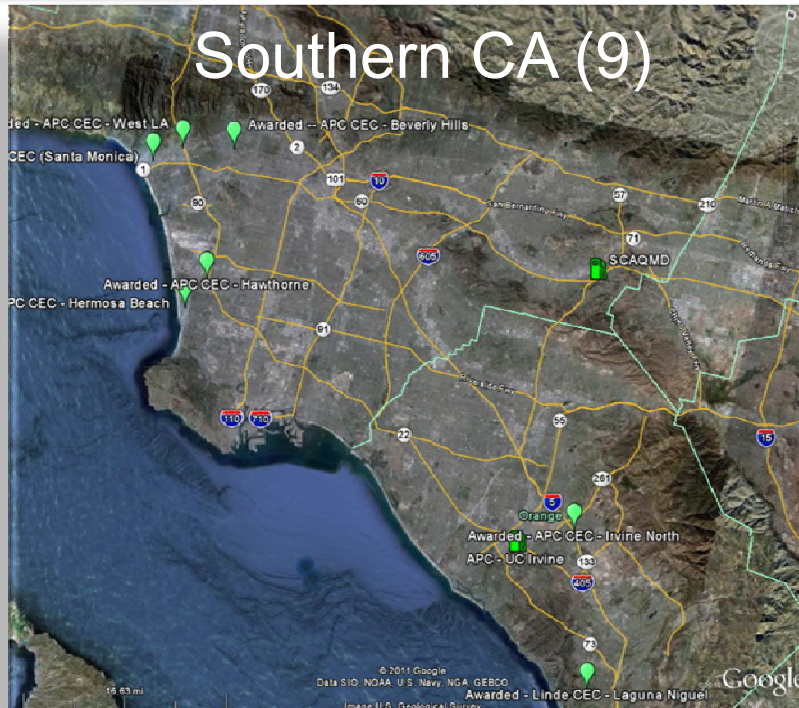 Southern CA (9)
170
134
ded - APC CEC - West LA
Awarded -- APC CEC - Beverly Hills
2
CEC (Santa Monica)
1
101
10
60
90
57
210
San Bernardino Fwy
71
605
SCAQMD
Awarded - APC CEC - Hawthorne
PC CEC - Hermosa Beach
91
Riverside Fwy
110
710
22
55
15
261
5
Orange
Awarded - APC CEC - Irvine North
APC - UC Irvine
133
405
73
Awarded - Linde CEC - Laguna Niguel
© 2011 Google
Data SIO, NOAA, U.S. Navy, NGA, GEBCO
Image U.S. Geological Survey
16.63 mi
Google